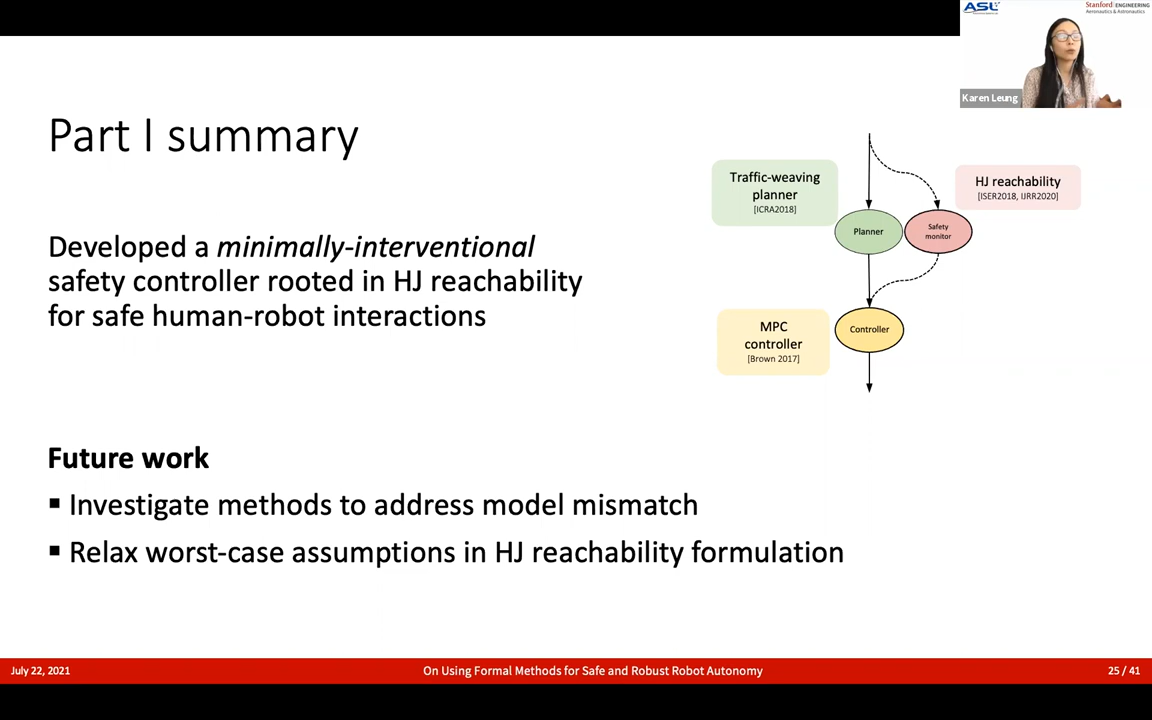 ASL
Stanford ENGINEERING
Aeronautics & Astronautics
Karen Leung
Part I summary
Traffic-weaving
planner
[ICRA2018]
HJ reachability
[ISER2018, IJRR2020]
Planner
Safety
monitor
Developed a minimally-interventional
safety controller rooted in HJ reachability
for safe human-robot interactions
MPC
controller
[Brown 2017]
Controller
Future work
▪ Investigate methods to address model mismatch
▪ Relax worst-case assumptions in HJ reachability formulation
July 22, 2021
On Using Formal Methods for Safe and Robust Robot Autonomy
25 / 41